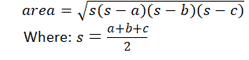 area = √s(s − a)(s − b)(s − c)
Where: s = a+b+c/2